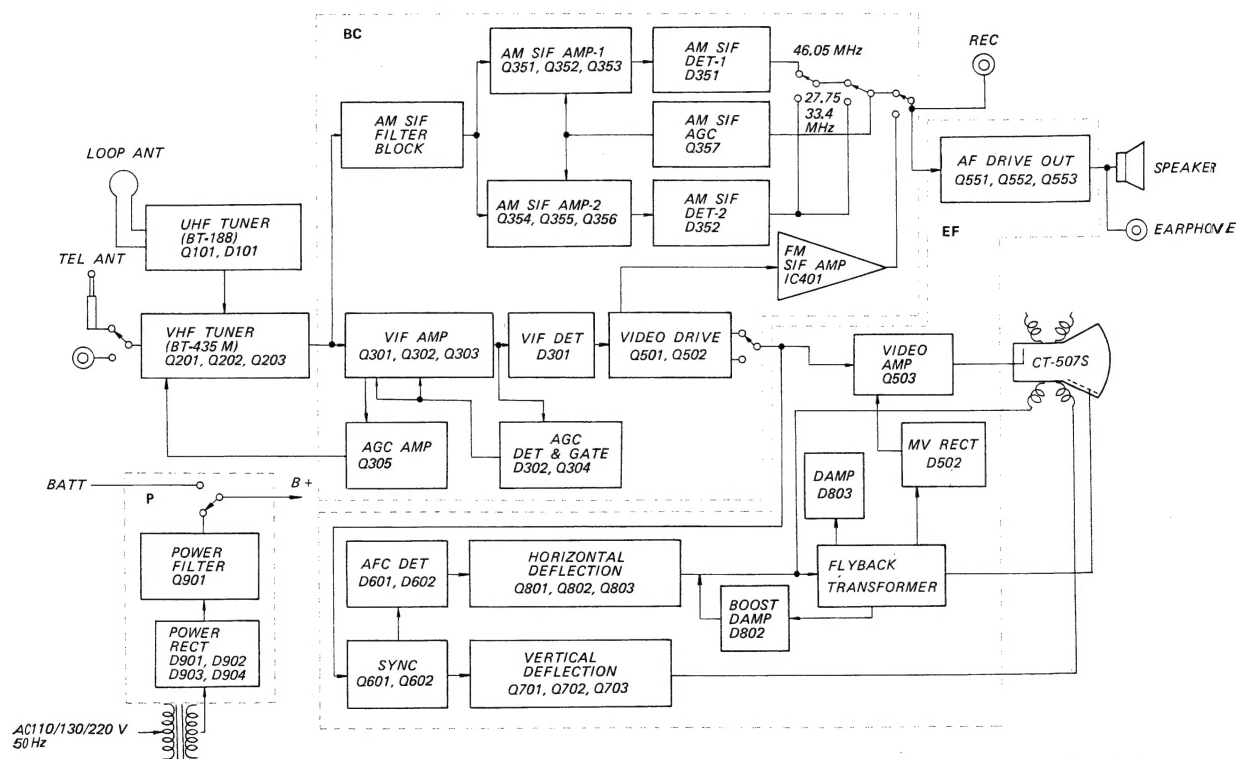 BC
AM SIF AMP-1
Q351, Q352, Q353
AM SIF
DET-1
D351
46.05 MHz
REC
AM SIF
FILTER
BLOCK
AM SIF
AGC
Q357
27.75
33.4
MHz
AF DRIVE OUT
Q551, Q552, Q553
SPEAKER
EARPHONE
LOOP ANT
UHF TUNER
(BT-188)
Q101, D101
AM SIF AMP-2
Q354, Q355, Q356
AM SIF
DET-2
D352
EF
FM
SIF AMP
IC401
TEL ANT
VHF TUNER
(BT-435 M)
Q201, Q202, Q203
VIF AMP
Q301, Q302, Q303
VIF DET
D301
VIDEO DRIVE
Q501, Q502
VIDEO
AMP
Q503
CT-507S
AGC AMP
Q305
AGC
DET & GATE
D302, Q304
MV RECT
D502
DAMP
D803
BATT
P
B +
POWER
FILTER
Q901
AFC DET
D601, D602
HORIZONTAL
DEFLECTION
Q801, Q802, Q803
FLYBACK
TRANSFORMER
BOOST
DAMP
D802
POWER
RECT
D901, D902
D903, D904
SYNC
Q601, Q602
VERTICAL
DEFLECTION
Q701, Q702, Q703
AC110/130/220 V
50 Hz